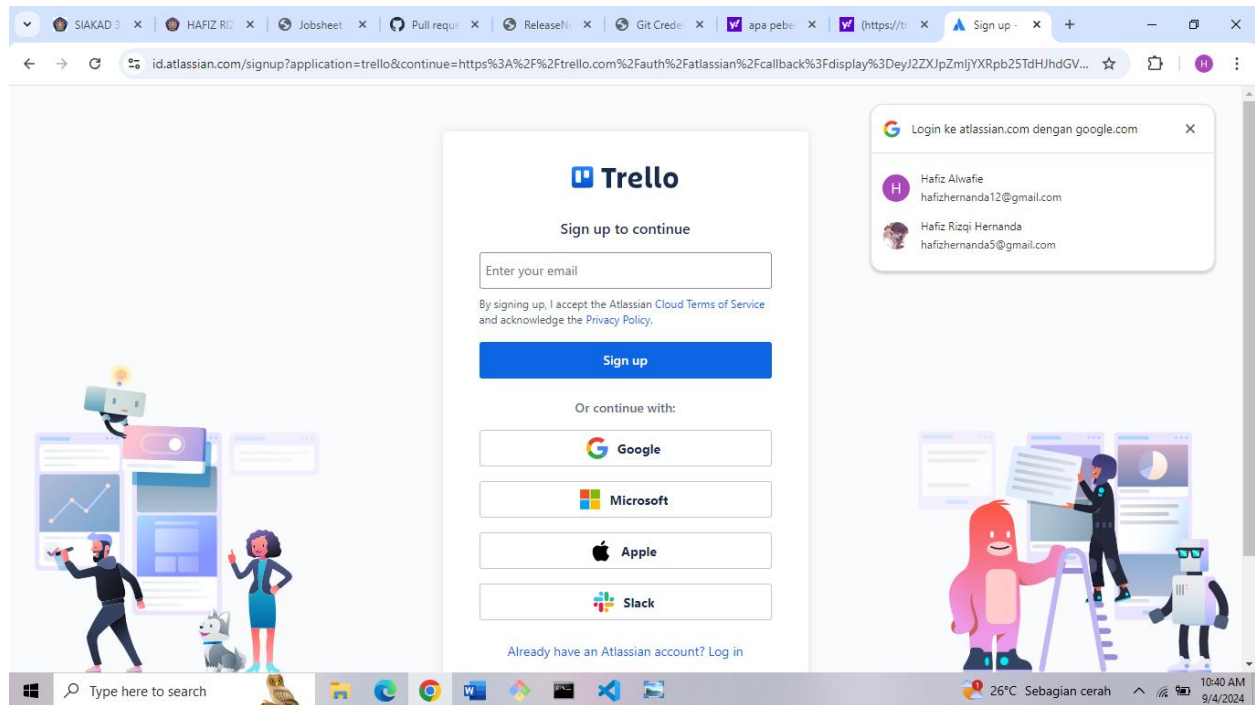 SIAKAD 3
HAFIZ RIZ
Jobsheet
Pull reque
ReleaseNo
Git Creder
apa peber
(https://tr
Sign up -
id.atlassian.com/signup?application=trello&continue=https%3A%2F%2Ftrello.com%2Fauth%2Fatlassian%2Fcallback%3Fdisplay%3DeyJ2ZXJpZmljYXRpb25TdHJhdGV...
H
Login ke atlassian.com dengan google.com
H
Hafiz Alwafie
hafizhernanda12@gmail.com
Hafiz Rizqi Hernanda
hafizhernanda5@gmail.com
Trello
Sign up to continue
Enter your email
By signing up, I accept the Atlassian Cloud Terms of Service
and acknowledge the Privacy Policy.
Sign up
Or continue with:
Google
Microsoft
Apple
Slack
Already have an Atlassian account? Log in
Type here to search
26°C Sebagian cerah
10:40 AM
9/4/2024